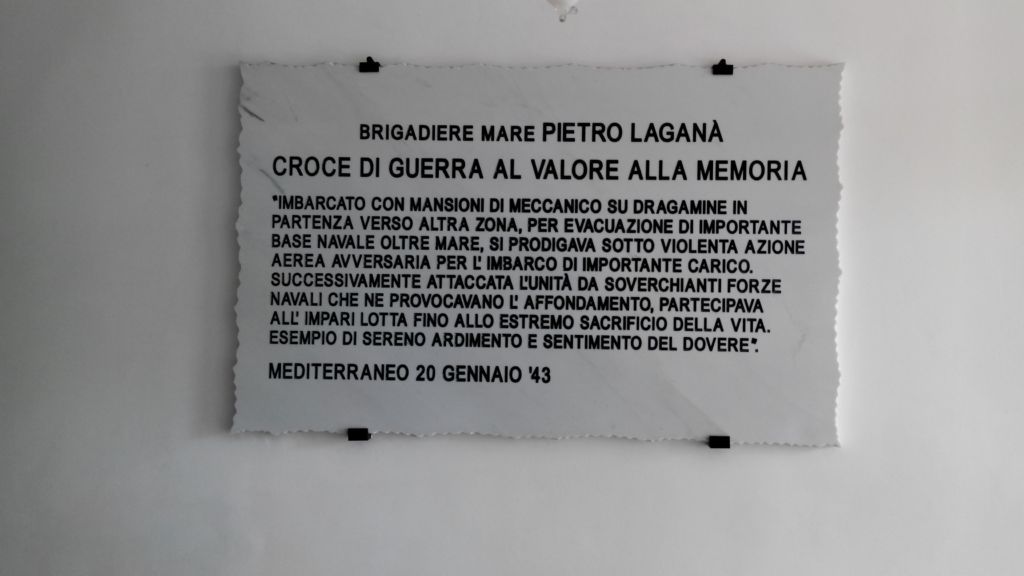 BRIGADIERE MARE PIETRO LAGANÀ
CROCE DI GUERRA AL VALORE ALLA MEMORIA
"IMBARCATO CON MANSIONI DI MECCANICO SU DRAGAMINE IN
PARTENZA VERSO ALTRA ZONA, PER EVACUAZIONE DI IMPORTANTE
BASE NAVALE OLTRE MARE, SI PRODIGAVA SOTTO VIOLENTA AZIONE
AEREA AVVERSARIA PER L' IMBARCO DI IMPORTANTE CARICO.
SUCCESSIVAMENTE ATTACCATA L'UNITÀ DA SOVERCHIANTI FORZE
NAVALI CHE NE PROVOCAVANO L' AFFONDAMENTO, PARTECIPAVA
ALL' IMPARI LOTTA FINO ALLO ESTREMO SACRIFICIO DELLA VITA.
ESEMPIO DI SERENO ARDIMENTO E SENTIMENTO DEL DOVERE".
MEDITERRANEO 20 GENNAIO '43